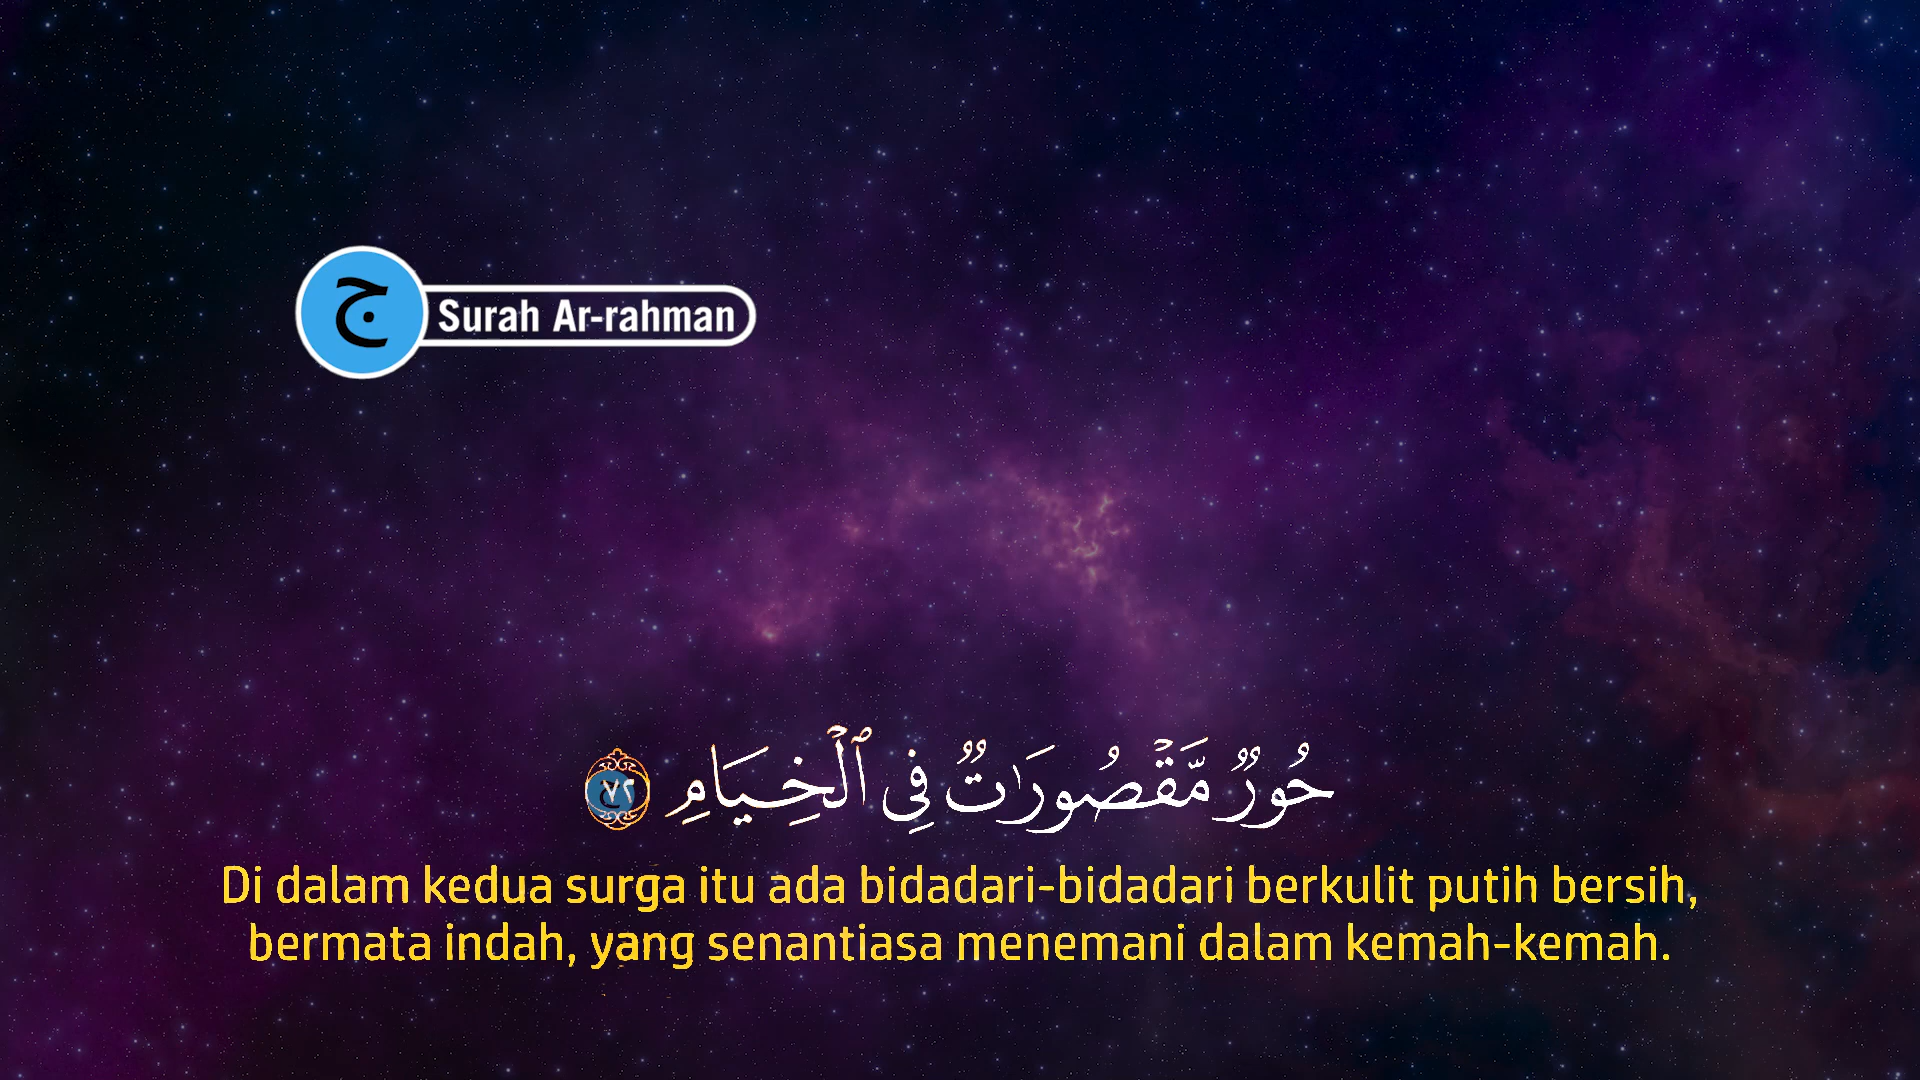 ج
Surah Ar-rahman
حُورٌ مَّقْصُورَٰتٌ فِى ٱلْخِيَامِ ٧٢
Di dalam kedua surga itu ada bidadari-bidadari berkulit putih bersih,
bermata indah, yang senantiasa menemani dalam kemah-kemah.